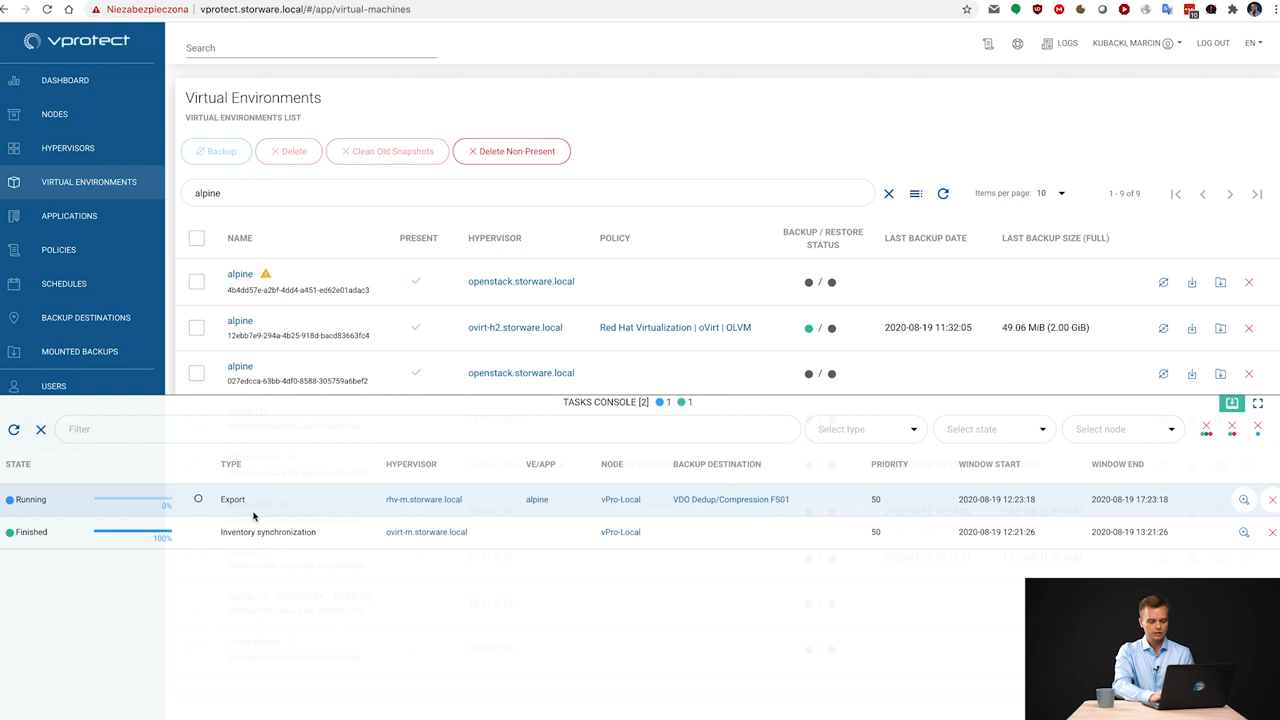 Niezabezpieczona vprotect.storware.local/#/app/virtual-machines
10
vprotect
Search
LOGS
KUBACKI, MARCIN
LOG OUT
EN
DASHBOARD
NODES
HYPERVISORS
VIRTUAL ENVIRONMENTS
APPLICATIONS
POLICIES
SCHEDULES
BACKUP DESTINATIONS
MOUNTED BACKUPS
USERS
Virtual Environments
VIRTUAL ENVIRONMENTS LIST
Backup
Delete
Clean Old Snapshots
Delete Non-Present
alpine
Items per page: 10
1 - 9 of 9
NAME PRESENT HYPERVISOR POLICY BACKUP / RESTORE STATUS LAST BACKUP DATE LAST BACKUP SIZE (FULL)
alpine
4b4dd57e-a2bf-4dd4-a451-ed62e01adac3
openstack.storware.local /
alpine
12ebb7e9-294a-4b25-918d-bacd83663fc4
ovirt-h2.storware.local Red Hat Virtualization | oVirt | OLVM / 2020-08-19 11:32:05 49.06 MiB (2.00 GiB)
alpine
027edcca-63bb-4df0-8588-305759a6bef2
openstack.storware.local /
TASKS CONSOLE [2] 1 1
Filter
Select type
Select state
Select node
STATE TYPE HYPERVISOR VE/APP NODE BACKUP DESTINATION PRIORITY WINDOW START WINDOW END
Running 0% Export rhv-m.storware.local alpine vPro-Local VDO Dedup/Compression FS01 50 2020-08-19 12:23:18 2020-08-19 17:23:18
Finished 100% Inventory synchronization ovirt-m.storware.local vPro-Local 50 2020-08-19 12:21:26 2020-08-19 13:21:26